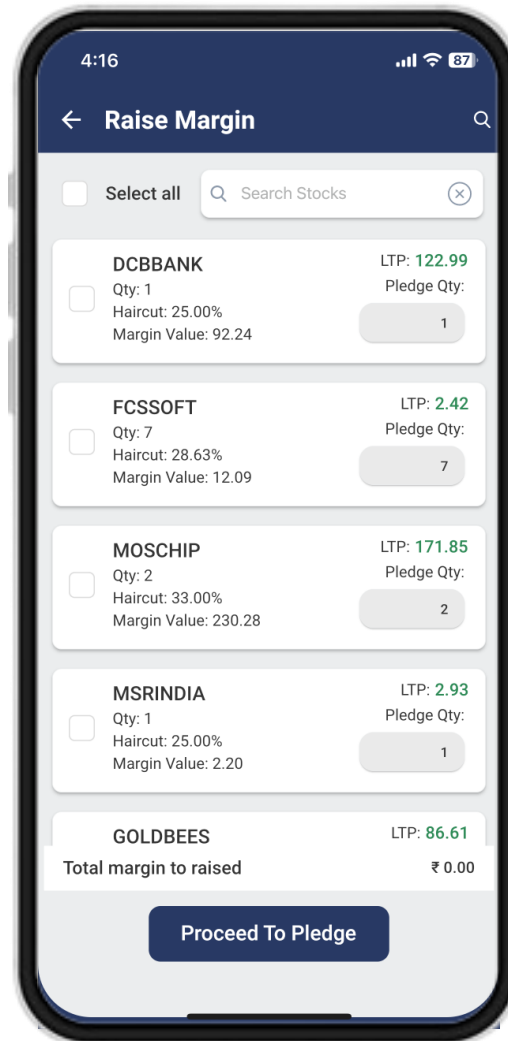 4:16
87
Raise Margin
Select all
Search Stocks
DCBBANK
LTP: 122.99
Qty: 1
Pledge Qty:
Haircut: 25.00%
1
Margin Value: 92.24
FCSSOFT
LTP: 2.42
Qty: 7
Pledge Qty:
Haircut: 28.63%
7
Margin Value: 12.09
MOSCHIP
LTP: 171.85
Qty: 2
Pledge Qty:
Haircut: 33.00%
2
Margin Value: 230.28
MSRINDIA
LTP: 2.93
Qty: 1
Pledge Qty:
Haircut: 25.00%
1
Margin Value: 2.20
GOLDBEES
LTP: 86.61
Total margin to raised
₹ 0.00
Proceed To Pledge